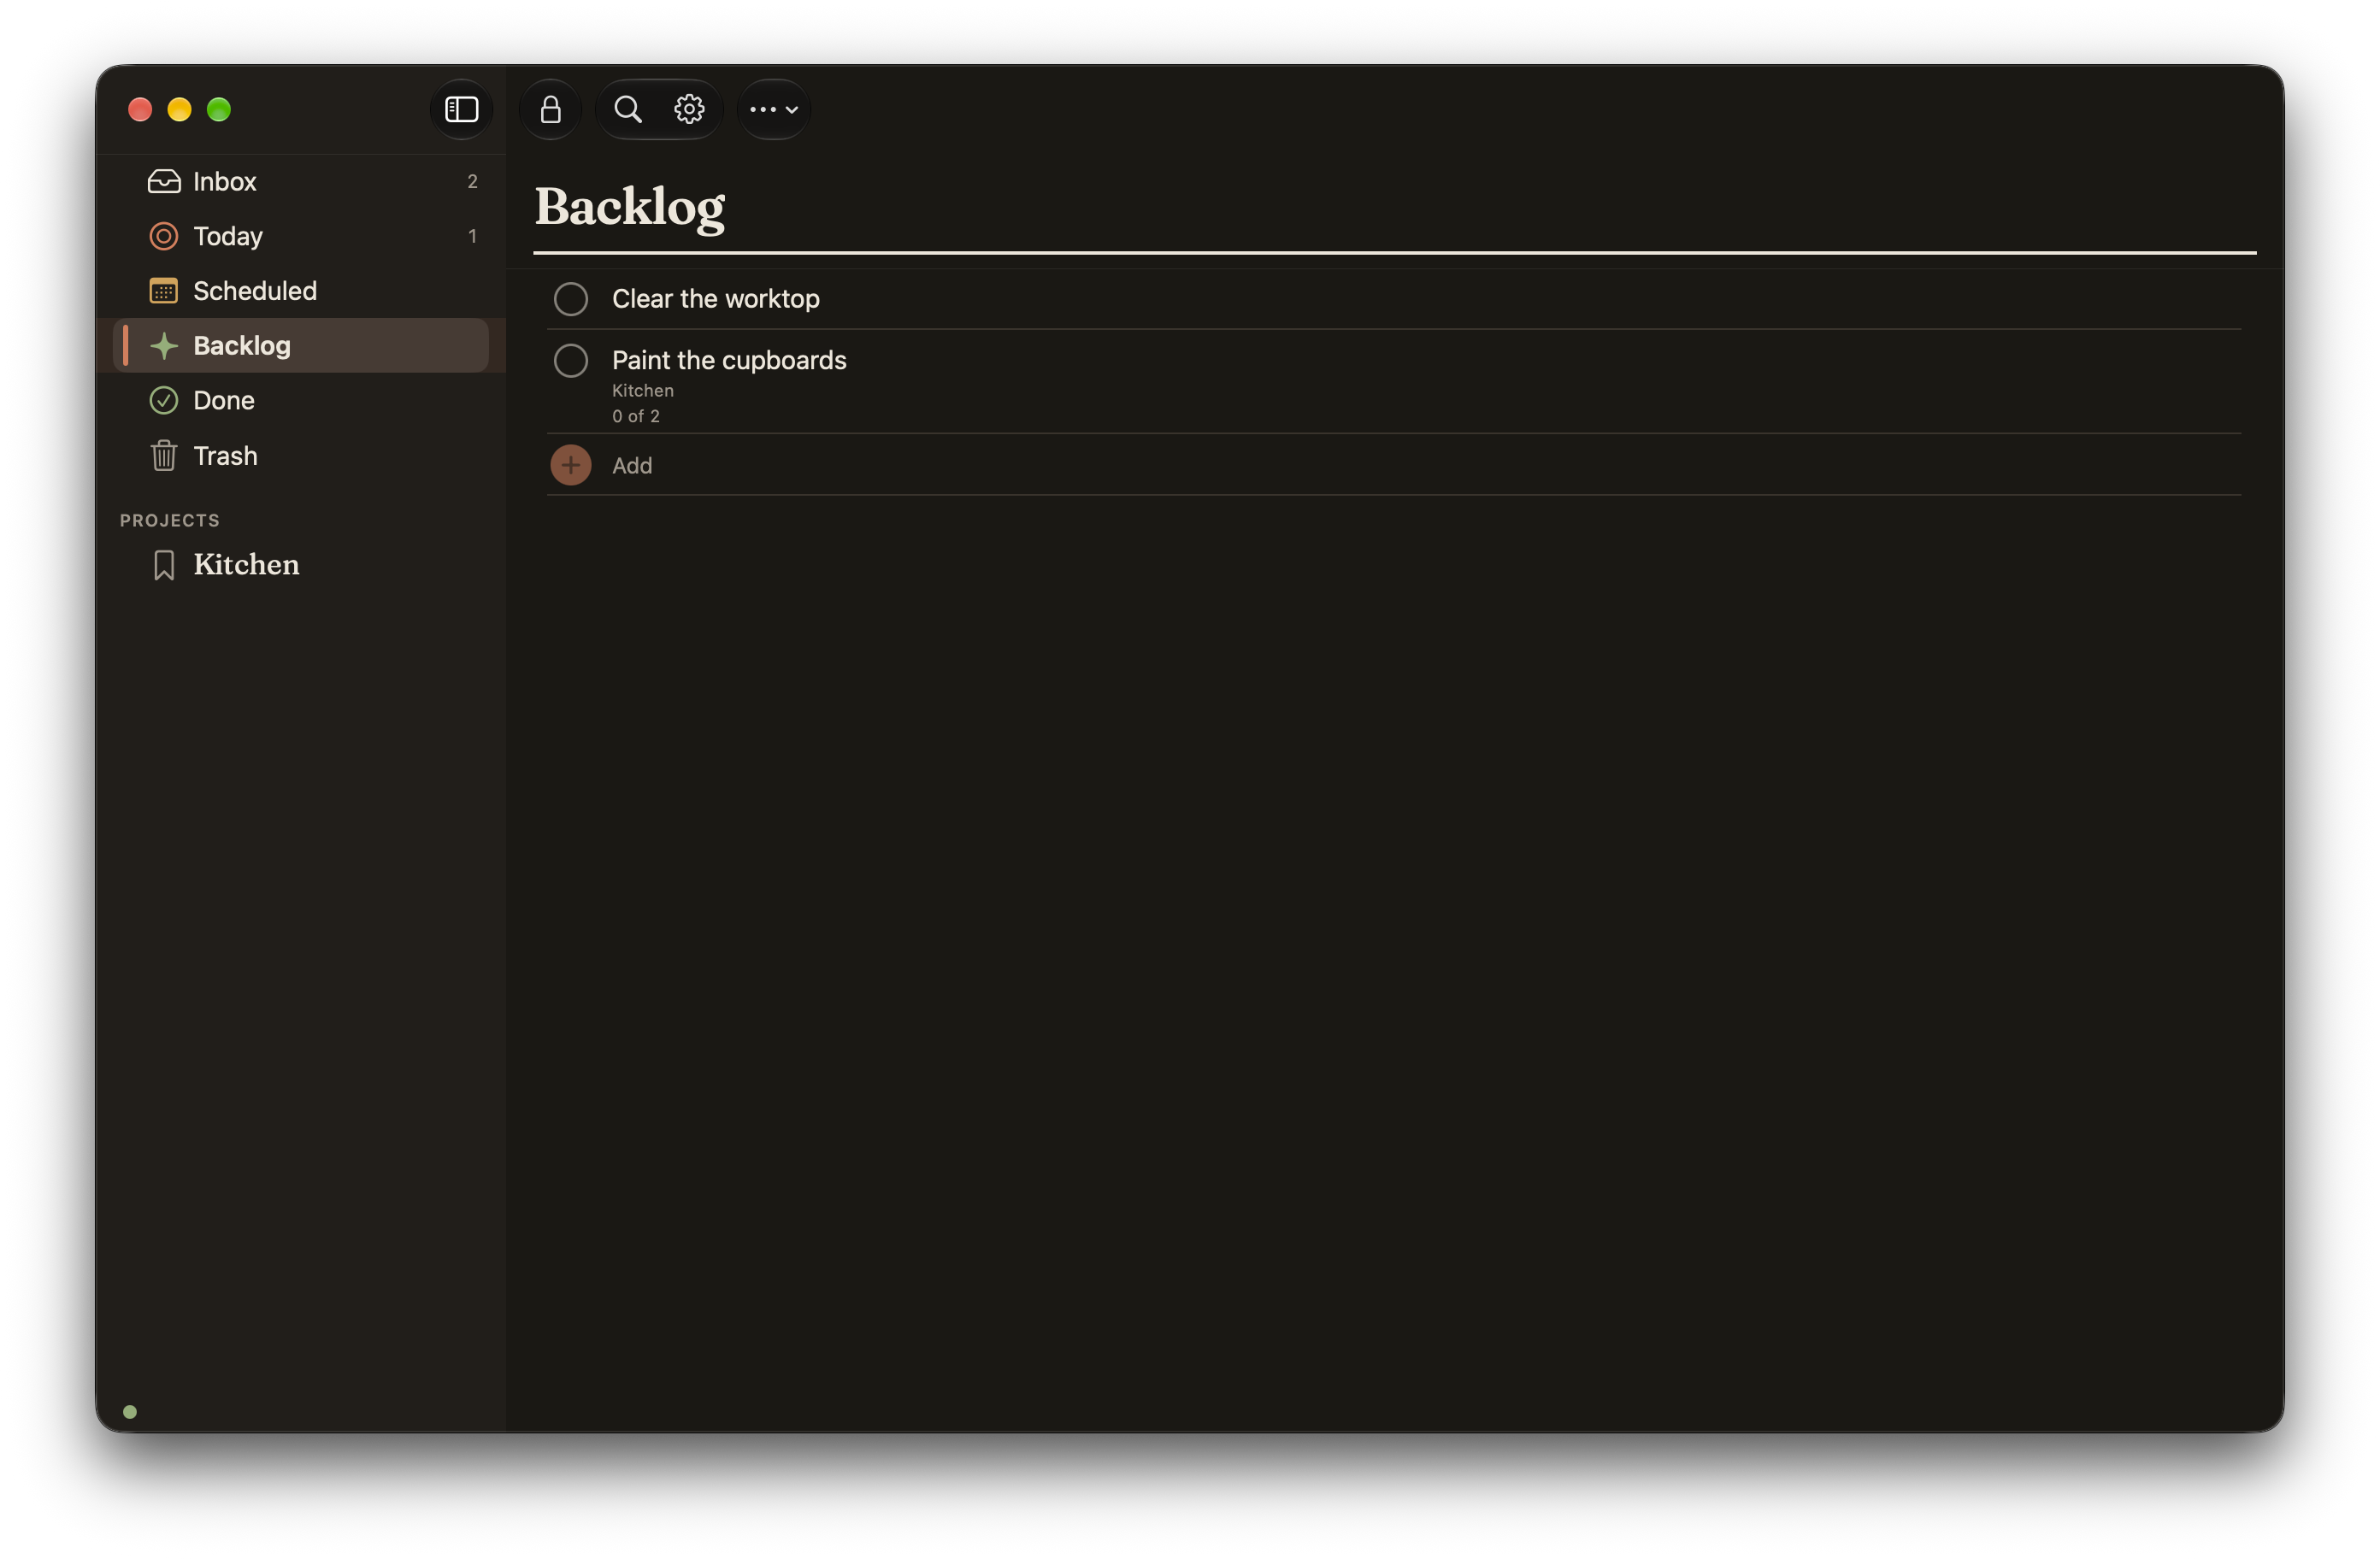 Inbox 2
Today 1
Scheduled
Backlog
Done
Trash
PROJECTS
Kitchen
Backlog
Clear the worktop
Paint the cupboards
Kitchen
0 of 2
Add